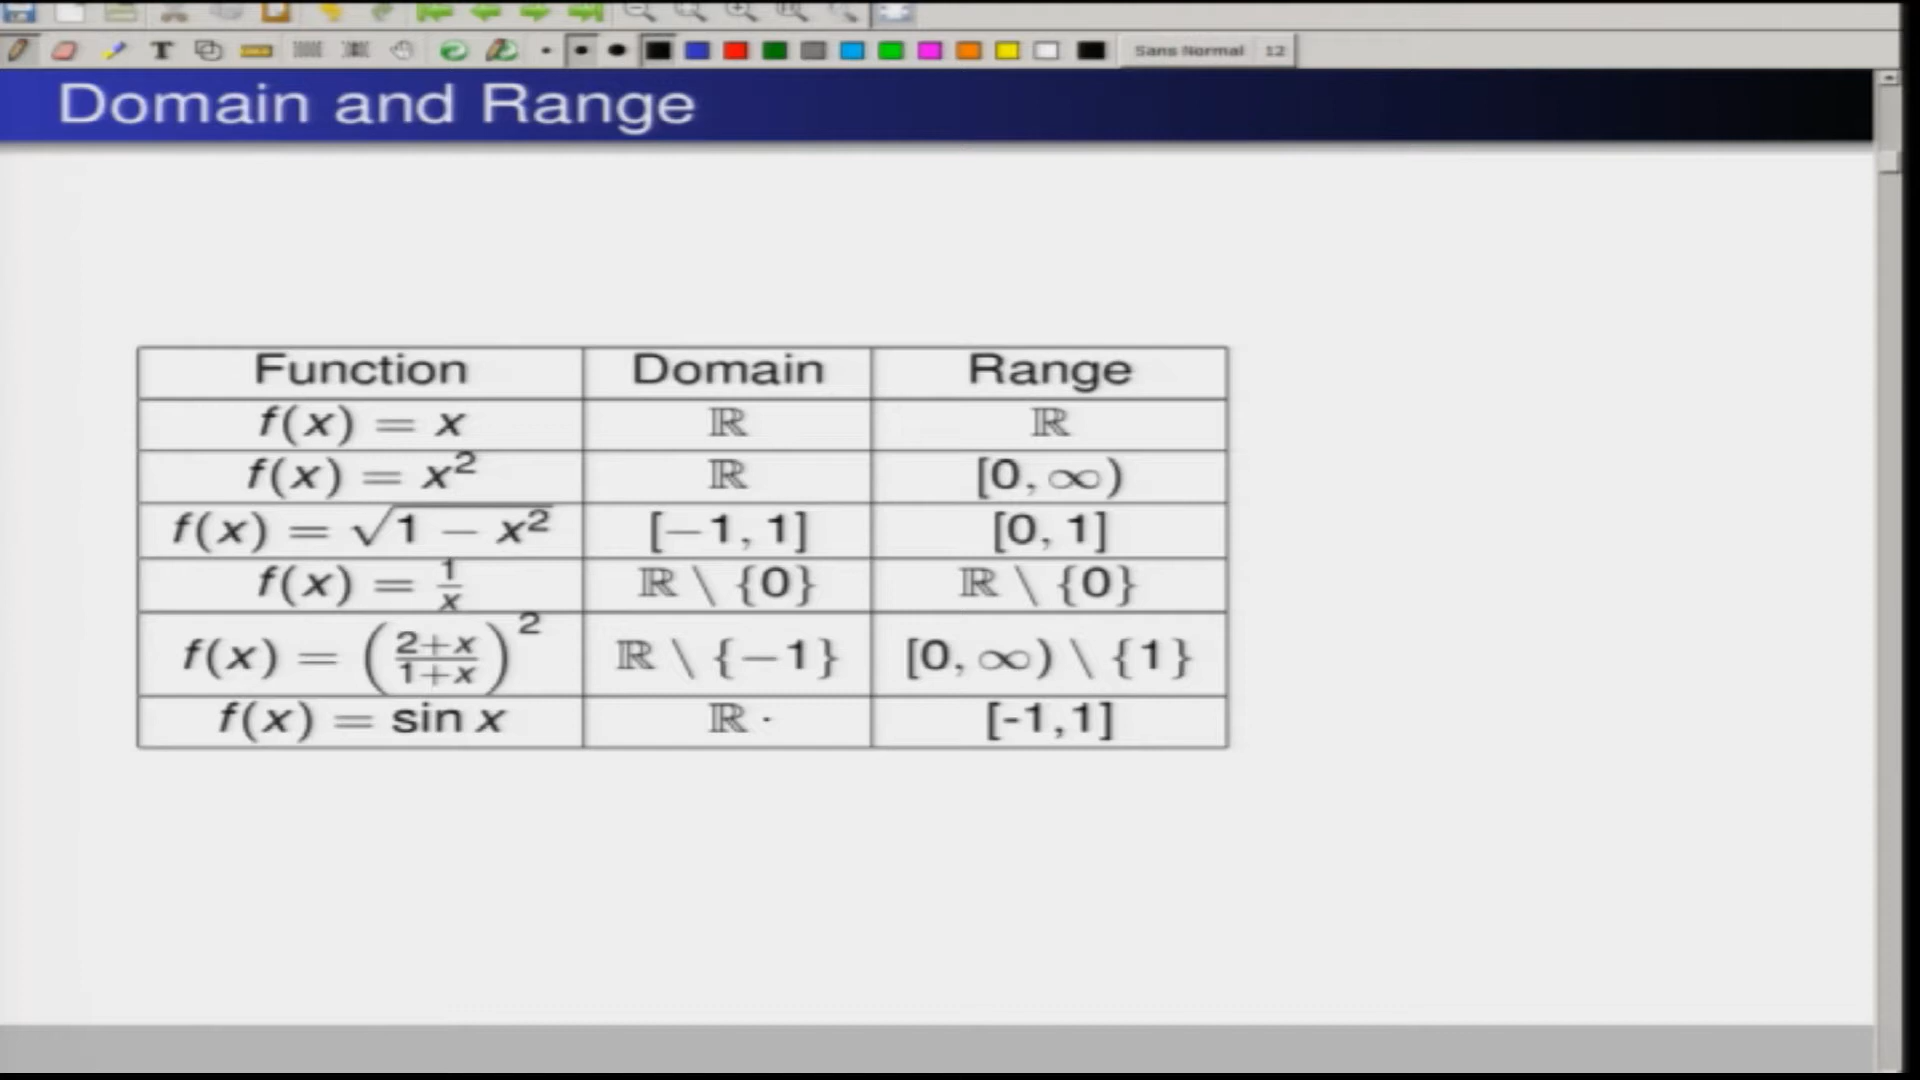 T Sans Normal 12
Domain and Range
Function Domain Range
f(x) = x ℝ ℝ
f(x) = x² ℝ [0, ∞)
f(x) = √(1 − x²) [−1, 1] [0, 1]
f(x) = 1/x ℝ \ {0} ℝ \ {0}
f(x) = ((2+x)/(1+x))² ℝ \ {−1} [0, ∞) \ {1}
f(x) = sin x ℝ [-1,1]